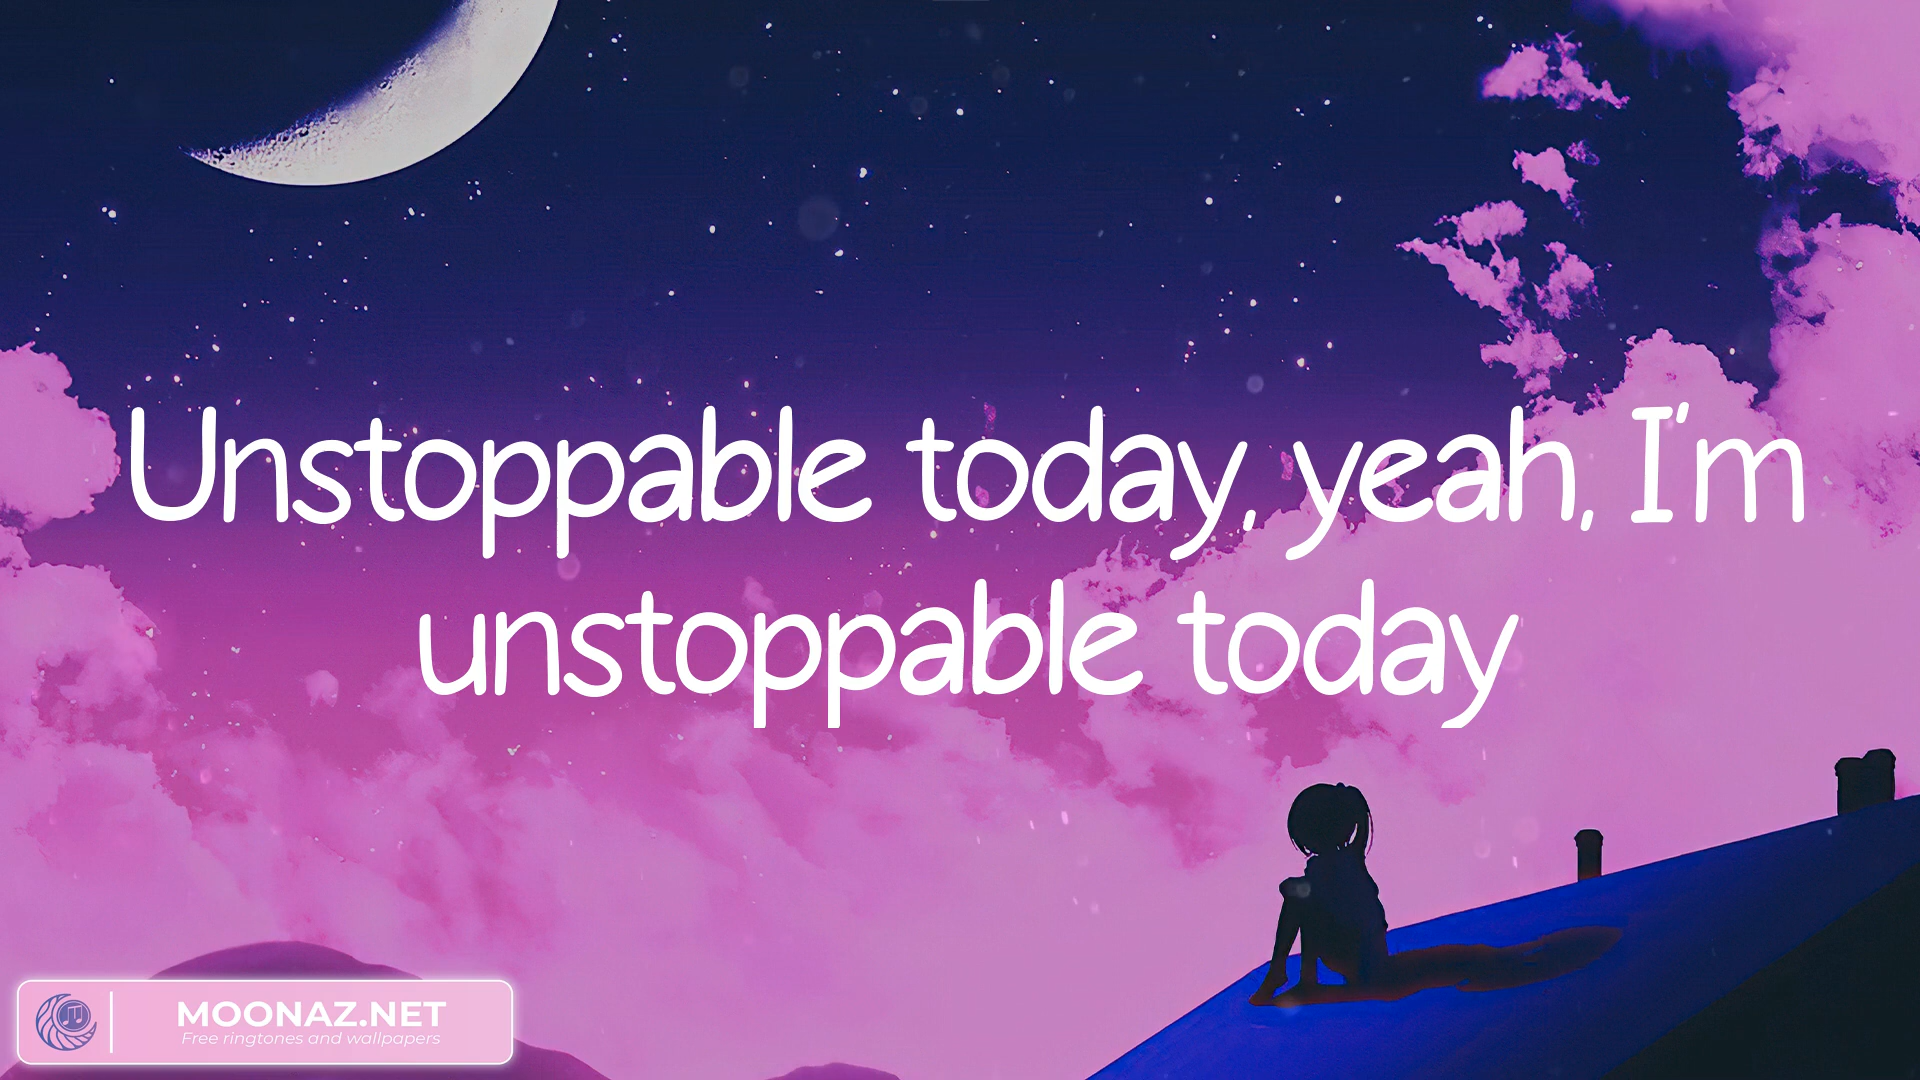 Unstoppable today, yeah, I'm
unstoppable today
MOONAZ.NET
Free ringtones and wallpapers